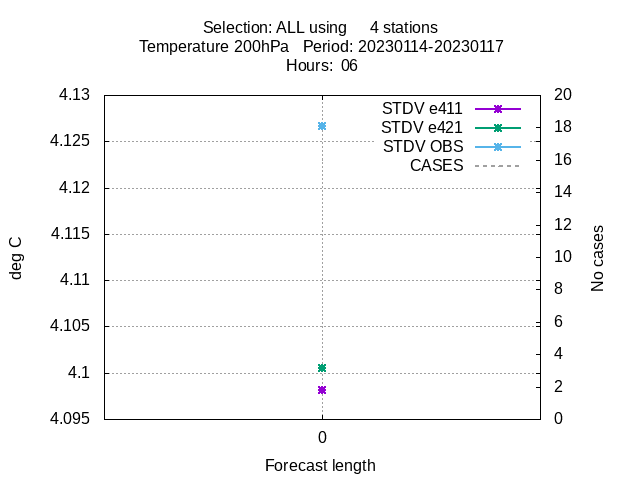 Selection: ALL using     4 stations
Temperature 200hPa   Period: 20230114-20230117
Hours:  06
4.13
4.125
4.12
4.115
4.11
4.105
4.1
4.095
20
18
16
14
12
10
8
6
4
2
0
STDV e411
STDV e421
STDV OBS
CASES
deg C
No cases
0
Forecast length